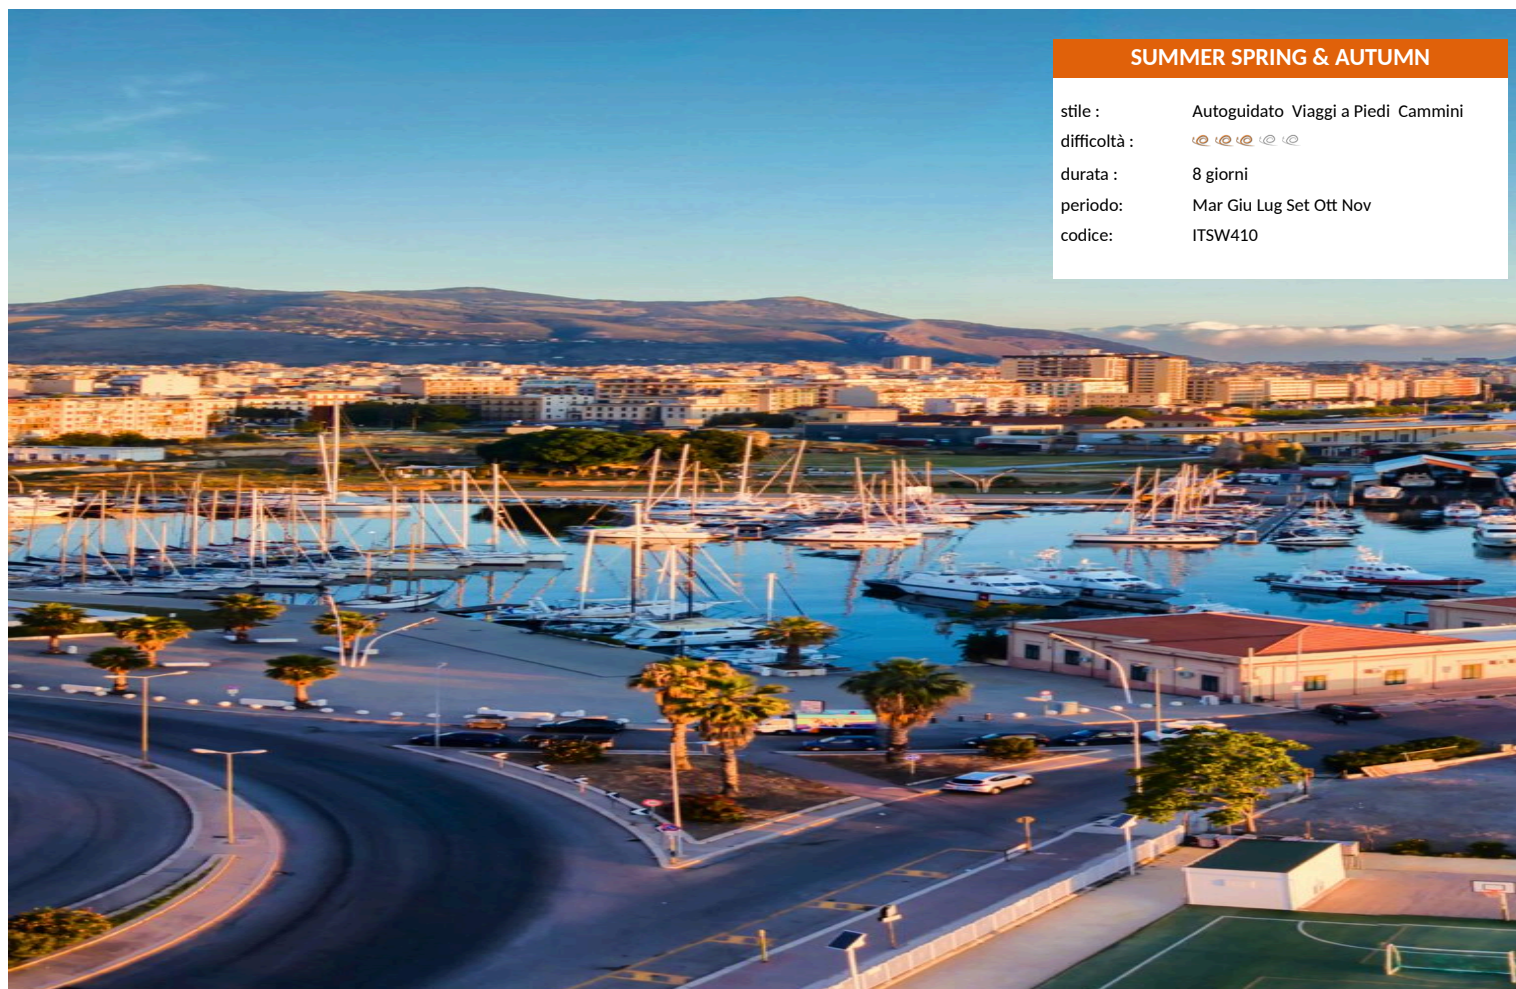 SUMMER SPRING & AUTUMN
stile : Autoguidato Viaggi a Piedi Cammini
difficoltà :
durata : 8 giorni
periodo: Mar Giu Lug Set Ott Nov
codice: ITSW410